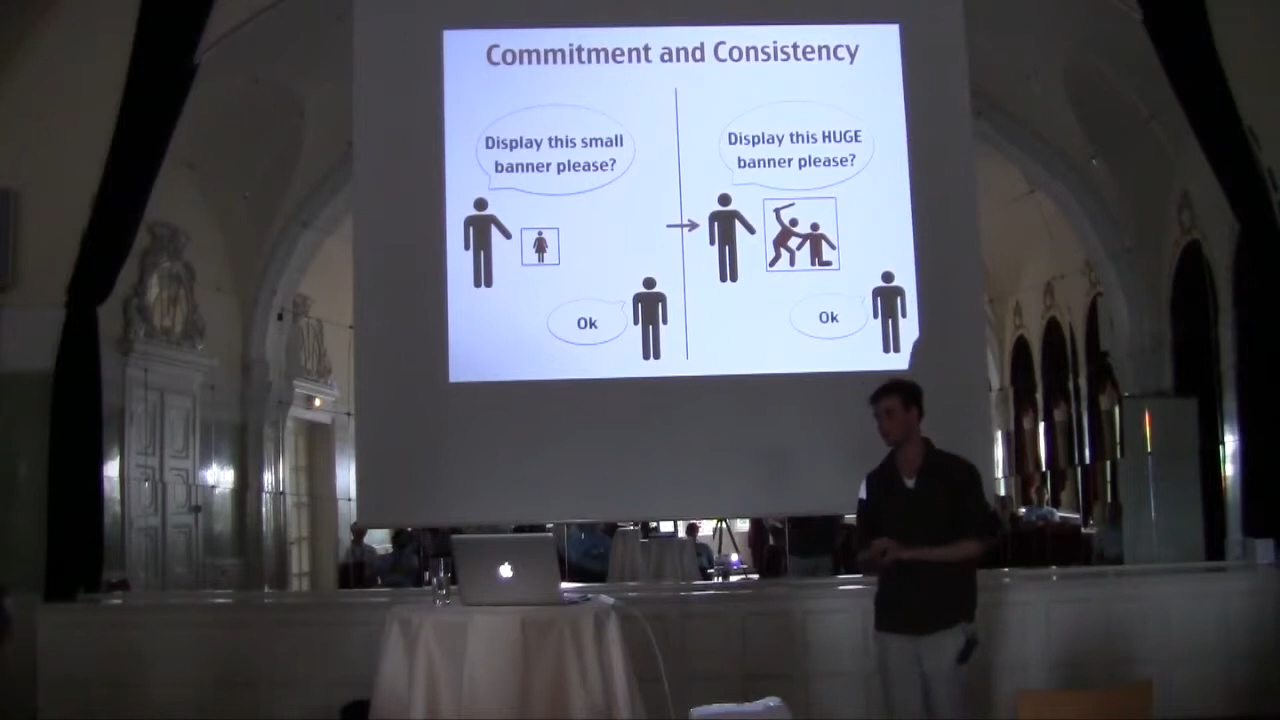 Commitment and Consistency
Display this small
banner please?
Ok
Display this HUGE
banner please?
Ok